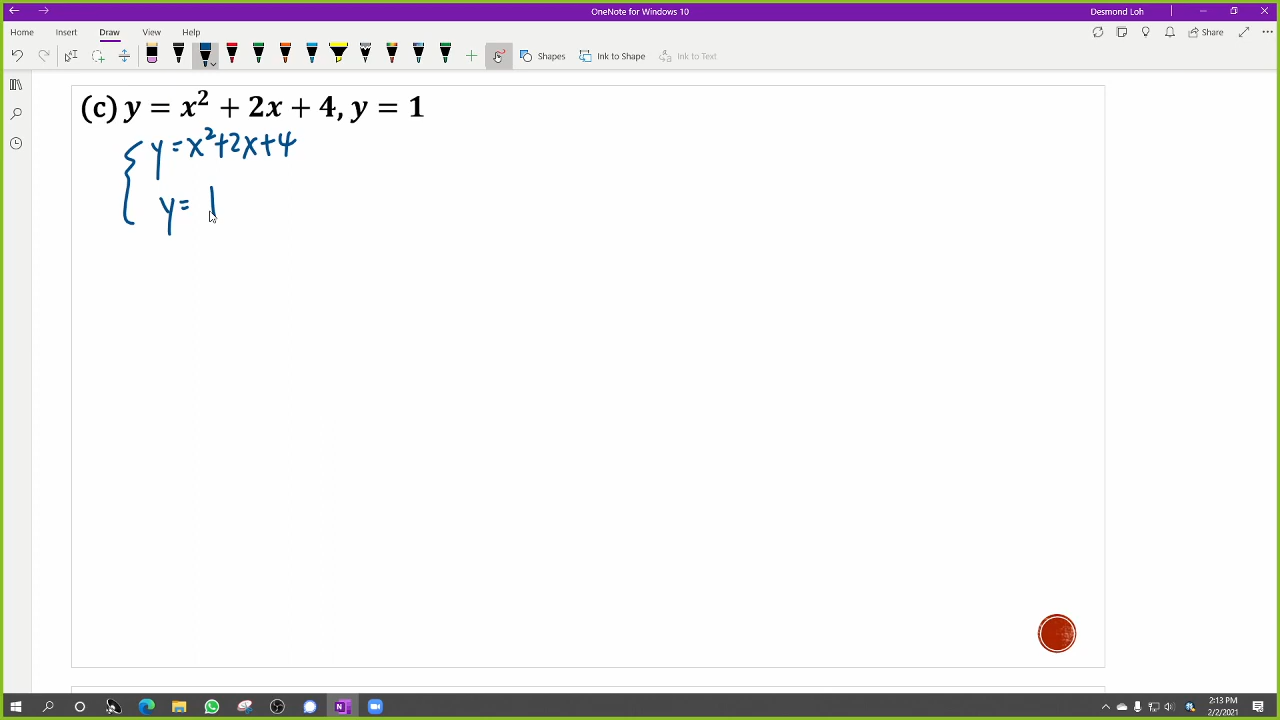 OneNote for Windows 10
Desmond Loh
Home Insert Draw View Help
Share
Shapes Ink to Shape Ink to Text
(c) y = x² + 2x + 4, y = 1
y = x²+2x+4
y = 1
2:13 PM
2/2/2021